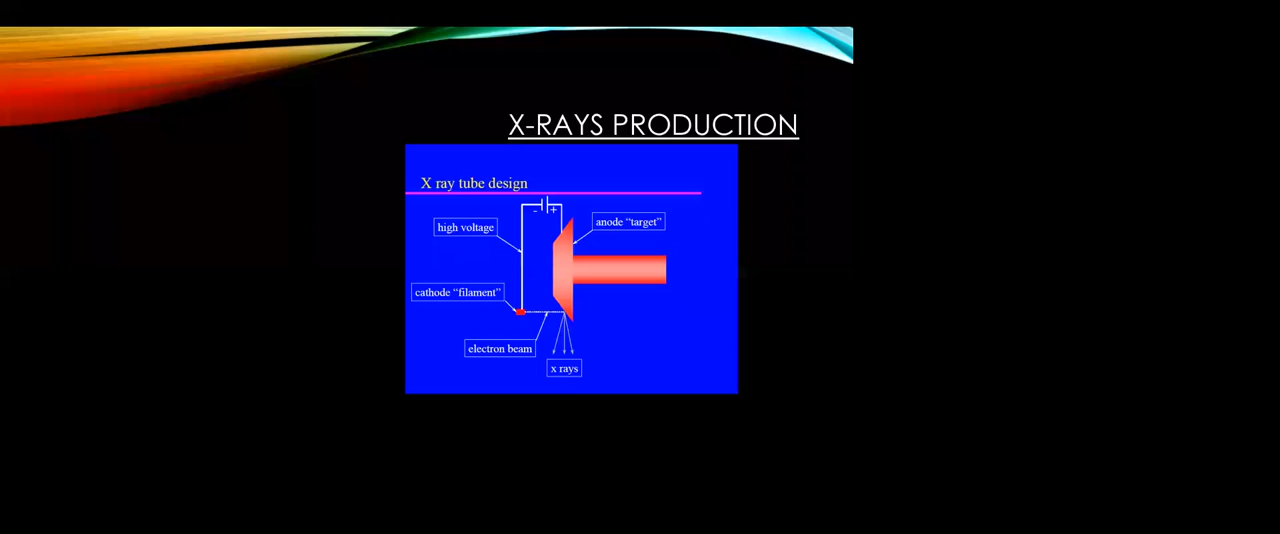 X-RAYS PRODUCTION
X ray tube design
- +
anode “target”
high voltage
cathode “filament”
electron beam
x rays